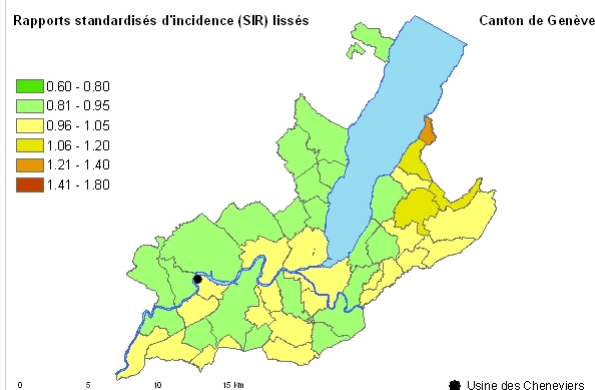 Rapports standardisés d'incidence (SIR) lissés
Canton de Genève
0.60 - 0.80
0.81 - 0.95
0.96 - 1.05
1.06 - 1.20
1.21 - 1.40
1.41 - 1.80
0 5 10 15 Km
Usine des Cheneviers